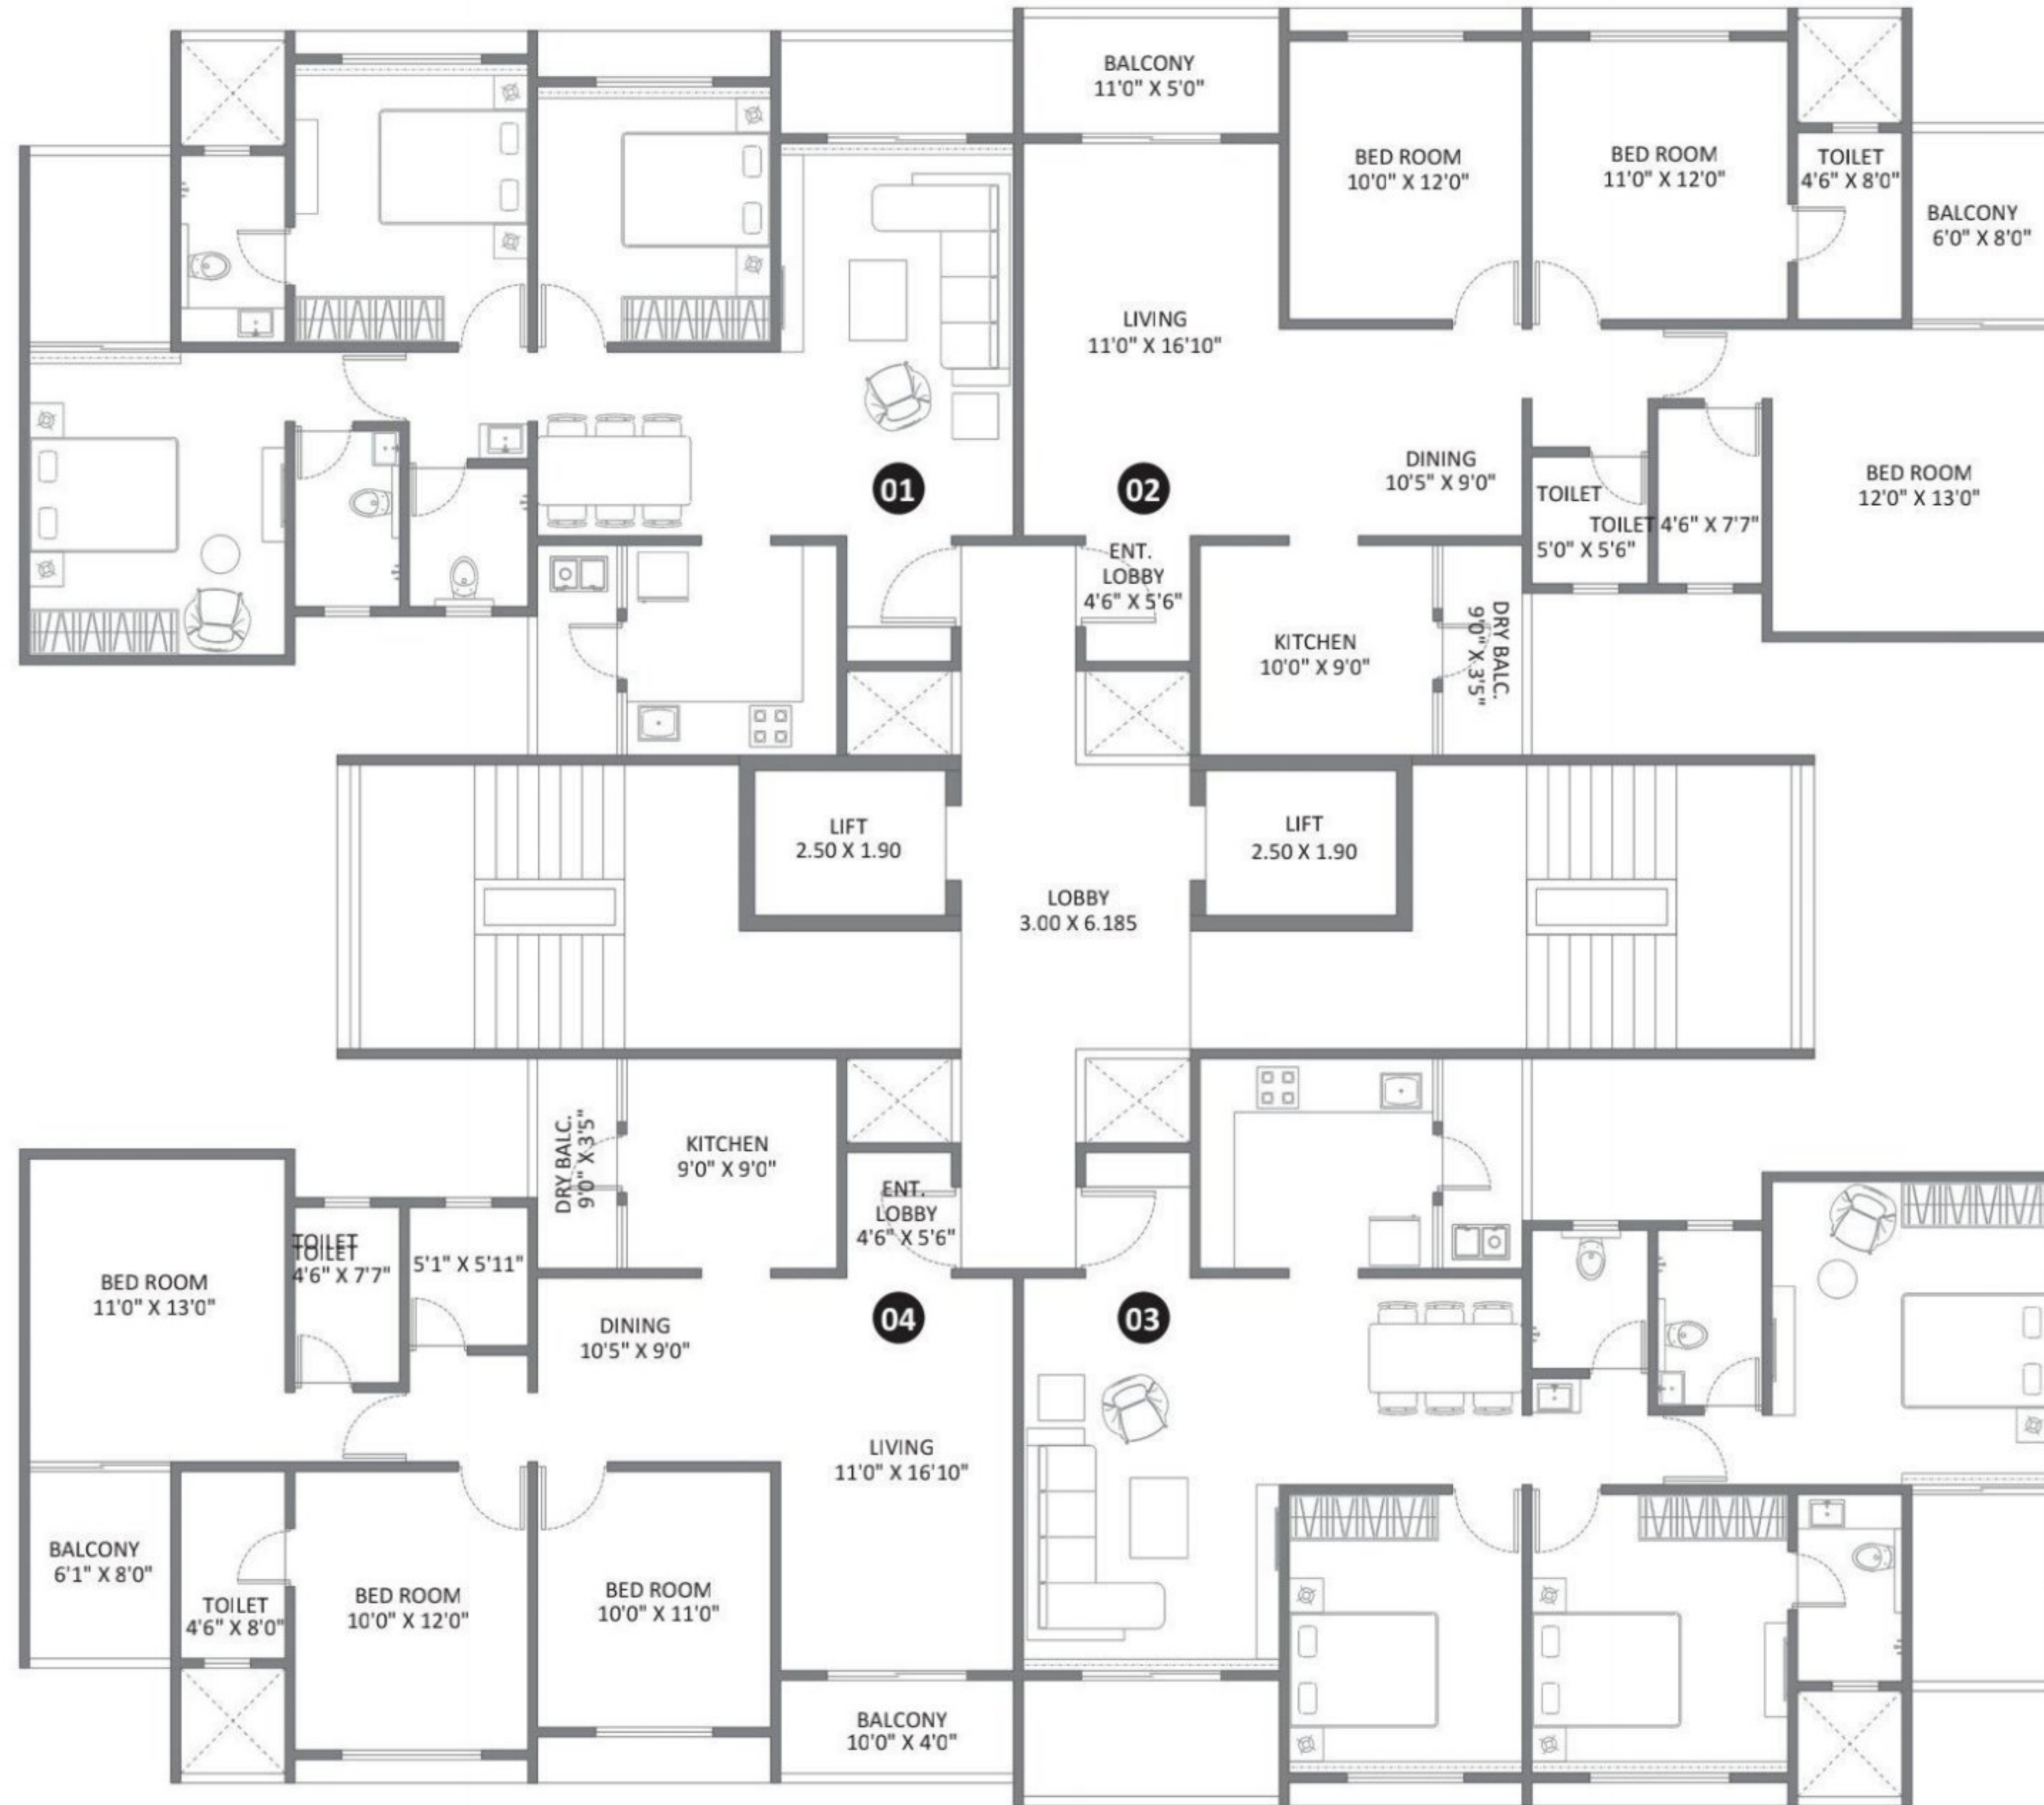 BALCONY
11'0" X 5'0"
BED ROOM
10'0" X 12'0"
BED ROOM
11'0" X 12'0"
TOILET
4'6" X 8'0"
BALCONY
6'0" X 8'0"
LIVING
11'0" X 16'10"
DINING
10'5" X 9'0"
BED ROOM
12'0" X 13'0"
01
02
TOILET
5'0" X 5'6"
TOILET 4'6" X 7'7"
ENT.
LOBBY
4'6" X 5'6"
KITCHEN
10'0" X 9'0"
DRY BALC.
9'0" X 3'5"
LIFT
2.50 X 1.90
LIFT
2.50 X 1.90
LOBBY
3.00 X 6.185
DRY BALC.
9'0" X 3'5"
KITCHEN
9'0" X 9'0"
ENT.
LOBBY
4'6" X 5'6"
BED ROOM
11'0" X 13'0"
TOILET
TOILET
4'6" X 7'7"
5'1" X 5'11"
DINING
10'5" X 9'0"
04
03
LIVING
11'0" X 16'10"
BALCONY
6'1" X 8'0"
TOILET
4'6" X 8'0"
BED ROOM
10'0" X 12'0"
BED ROOM
10'0" X 11'0"
BALCONY
10'0" X 4'0"